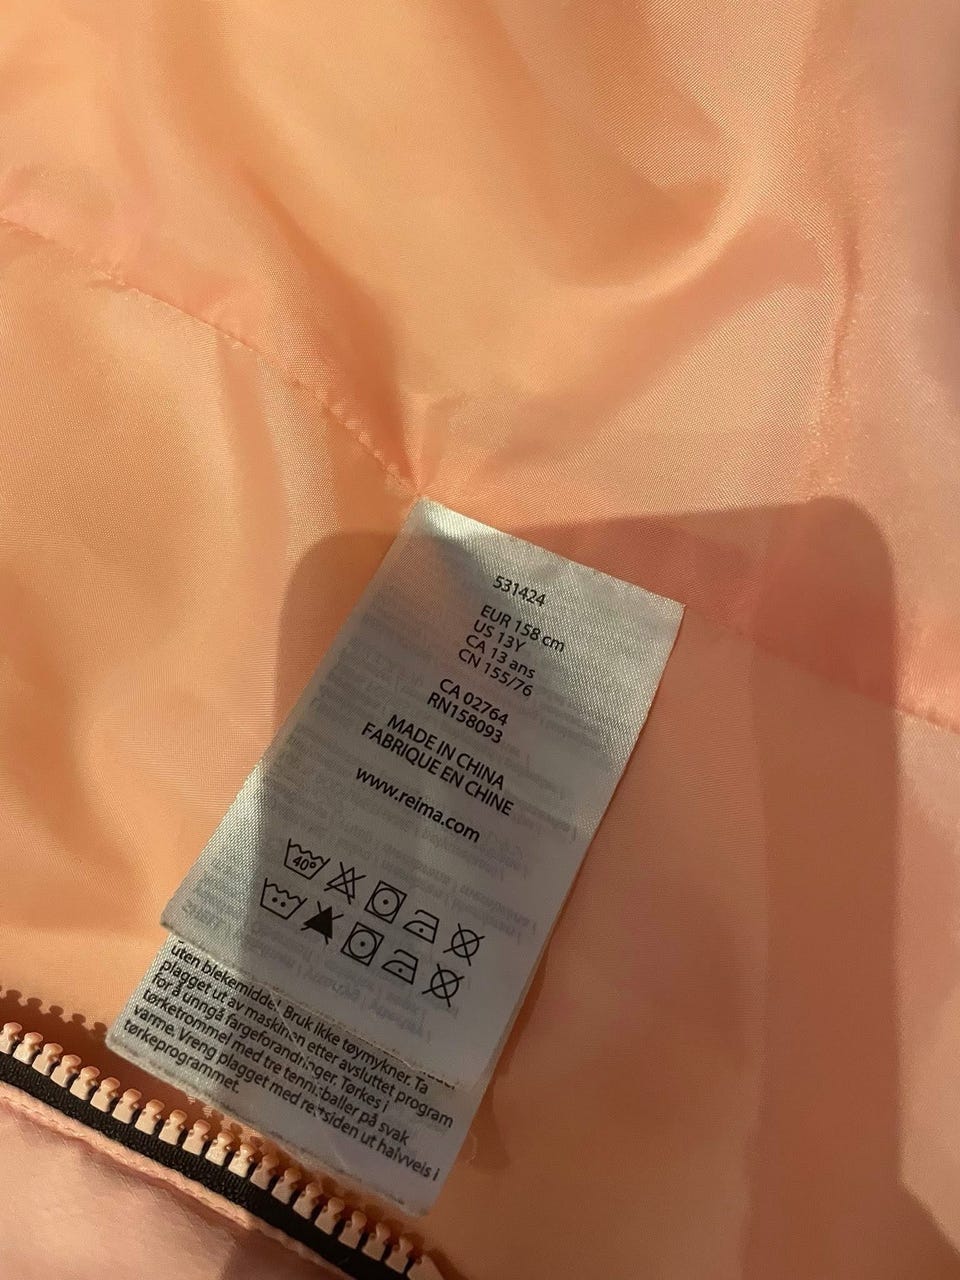 531424
EUR 158 cm
US 13Y
CA 13 ans
CN 155/76
CA 02764
RN158093
MADE IN CHINA
FABRIQUE EN CHINE
www.reima.com
40°
uten blekemiddel. Bruk ikke tøymykner. Ta
plagget ut av maskinen etter avsluttet program
for å unngå fargeforandringer. Tørkes i
tørketrommel med tre tennisballer på svak
varme. Vreng plagget med rettsiden ut halvveis i
tørkeprogrammet.